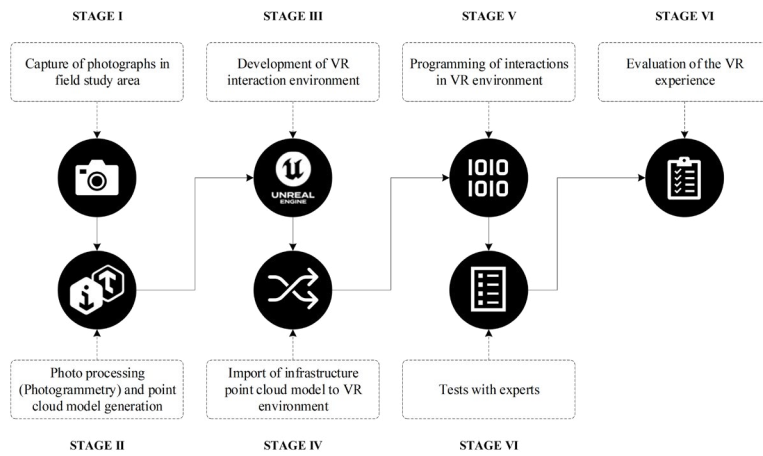 STAGE I
STAGE III
STAGE V
STAGE VI
Capture of photographs in
field study area
Development of VR
interaction environment
Programming of interactions
in VR environment
Evaluation of the VR
experience
UNREAL
ENGINE
1010
1010
Photo processing
(Photogrammetry) and point
cloud model generation
Import of infrastructure
point cloud model to VR
environment
Tests with experts
STAGE II
STAGE IV
STAGE VI